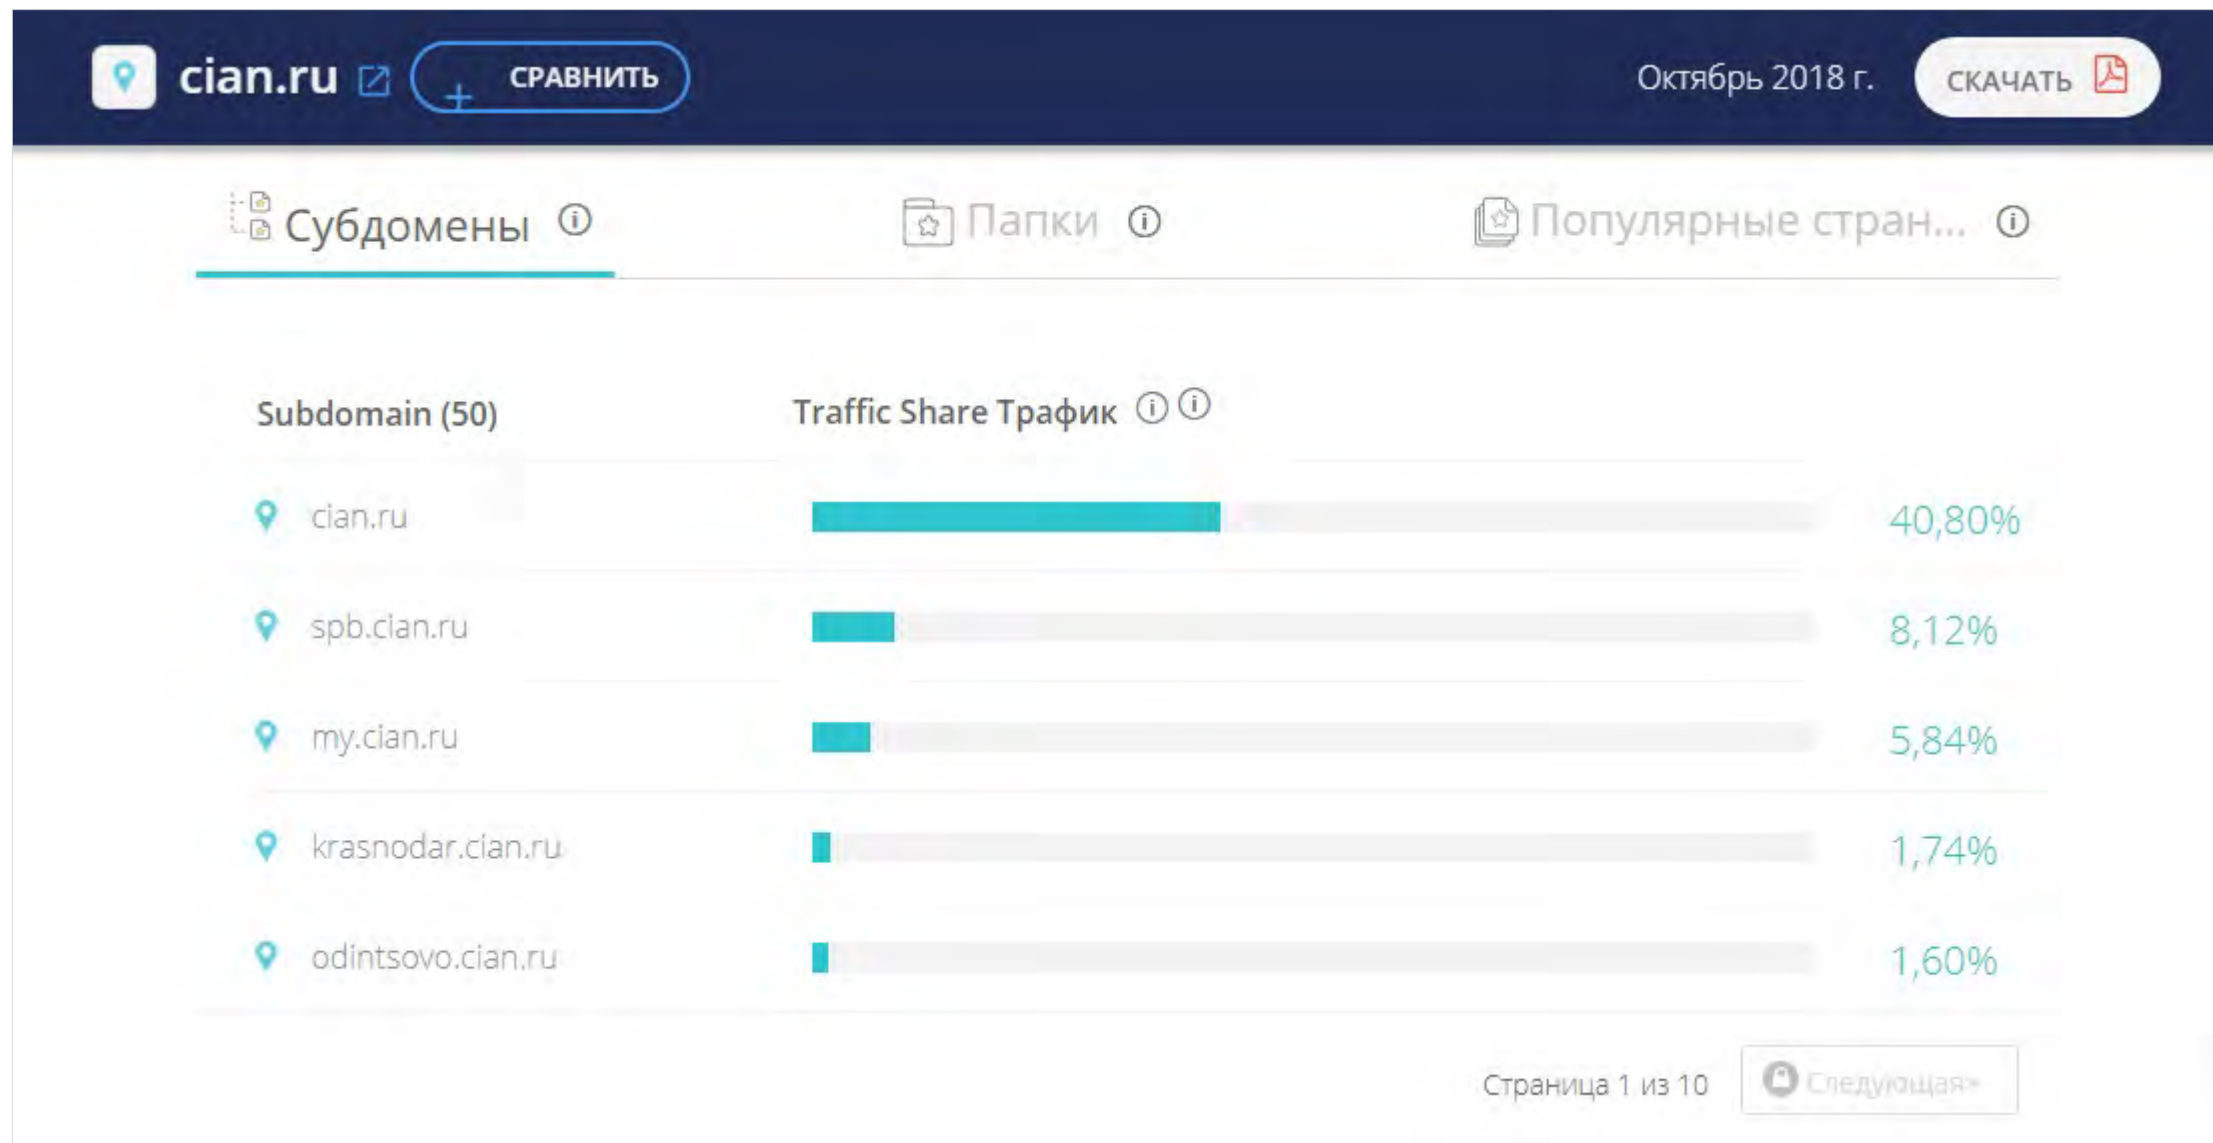 cian.ru + СРАВНИТЬ Октябрь 2018 г. СКАЧАТЬ
Субдомены Папки Популярные стран...
Subdomain (50) Traffic Share Трафик
cian.ru 40,80%
spb.cian.ru 8,12%
my.cian.ru 5,84%
krasnodar.cian.ru 1,74%
odintsovo.cian.ru 1,60%
Страница 1 из 10 Следующая»